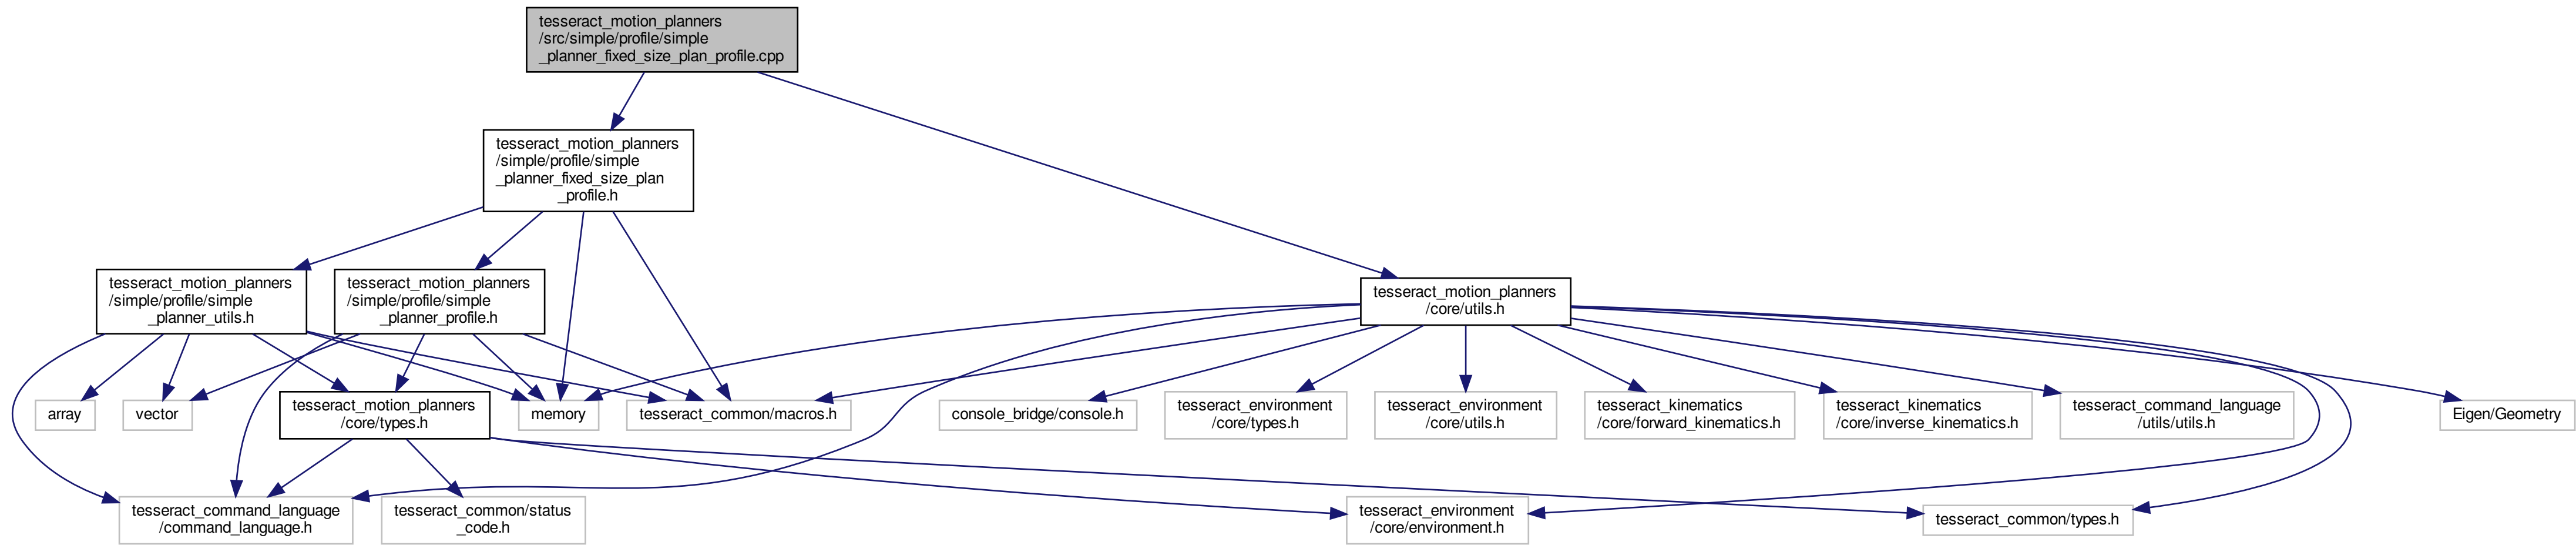 tesseract_motion_planners
/src/simple/profile/simple
_planner_fixed_size_plan_profile.cpp
tesseract_motion_planners
/simple/profile/simple
_planner_fixed_size_plan
_profile.h
tesseract_motion_planners
/simple/profile/simple
_planner_utils.h
tesseract_motion_planners
/simple/profile/simple
_planner_profile.h
tesseract_motion_planners
/core/utils.h
array
vector
tesseract_motion_planners
/core/types.h
memory
tesseract_common/macros.h
console_bridge/console.h
tesseract_environment
/core/types.h
tesseract_environment
/core/utils.h
tesseract_kinematics
/core/forward_kinematics.h
tesseract_kinematics
/core/inverse_kinematics.h
tesseract_command_language
/utils/utils.h
Eigen/Geometry
tesseract_command_language
/command_language.h
tesseract_common/status
_code.h
tesseract_environment
/core/environment.h
tesseract_common/types.h